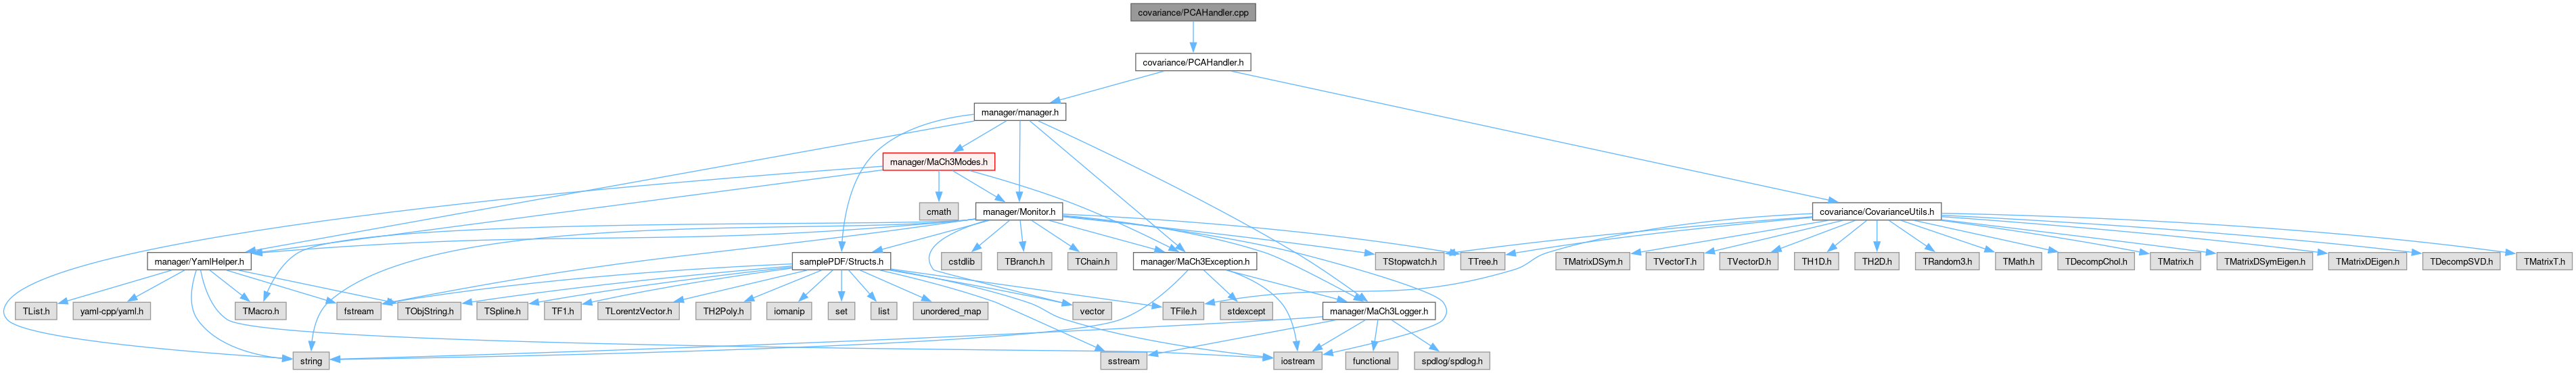 covariance/PCAHandler.cpp
covariance/PCAHandler.h
manager/manager.h
manager/MaCh3Modes.h
cmath
manager/Monitor.h
covariance/CovarianceUtils.h
manager/YamlHelper.h
samplePDF/Structs.h
cstdlib
TBranch.h
TChain.h
manager/MaCh3Exception.h
TStopwatch.h
TTree.h
TMatrixDSym.h
TVectorT.h
TVectorD.h
TH1D.h
TH2D.h
TRandom3.h
TMath.h
TDecompChol.h
TMatrix.h
TMatrixDSymEigen.h
TMatrixDEigen.h
TDecompSVD.h
TMatrixT.h
TList.h
yaml-cpp/yaml.h
TMacro.h
fstream
TObjString.h
TSpline.h
TF1.h
TLorentzVector.h
TH2Poly.h
iomanip
set
list
unordered_map
vector
TFile.h
stdexcept
manager/MaCh3Logger.h
string
sstream
iostream
functional
spdlog/spdlog.h